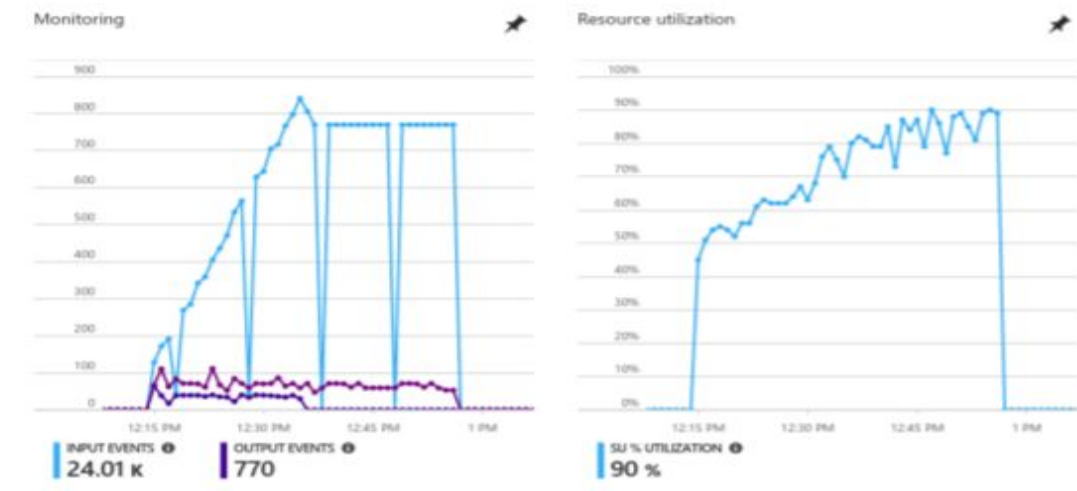 Monitoring
900
800
700
600
500
400
300
200
100
0
12:15 PM 12:30 PM 12:45 PM 1 PM
INPUT EVENTS
24.01 K
OUTPUT EVENTS
770
Resource utilization
100%
90%
80%
70%
60%
50%
40%
30%
20%
10%
0%
12:15 PM 12:30 PM 12:45 PM 1 PM
SU % UTILIZATION
90 %